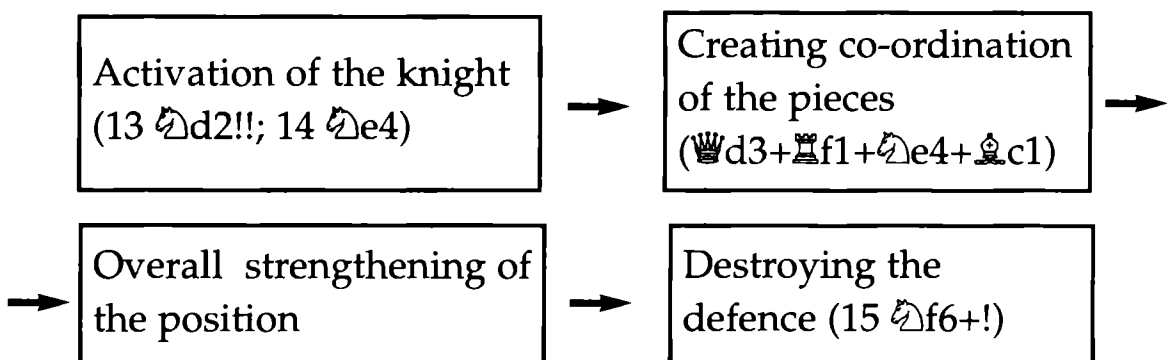 Activation of the knight
(13 ♘d2!!; 14 ♘e4)
Creating co-ordination
of the pieces
(♕d3+♖f1+♘e4+♗c1)
Overall strengthening of
the position
Destroying the
defence (15 ♘f6+!)